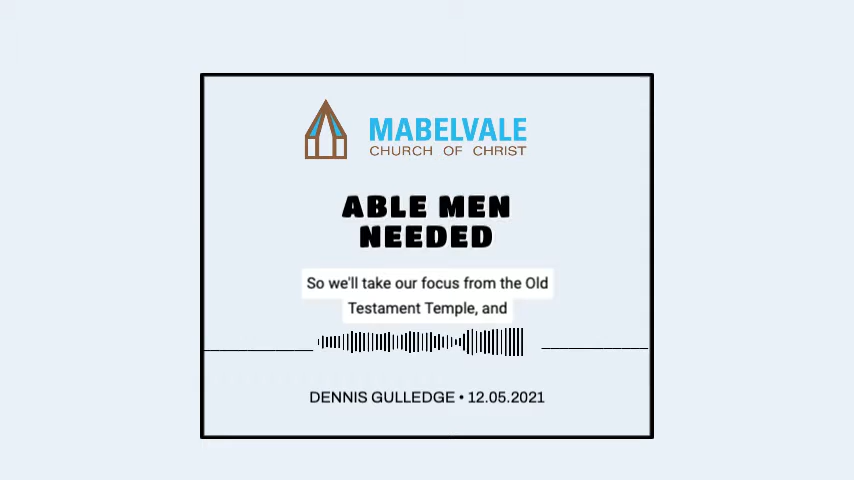 MABELVALE
CHURCH OF CHRIST
ABLE MEN
NEEDED
So we'll take our focus from the Old
Testament Temple, and
DENNIS GULLEDGE • 12.05.2021